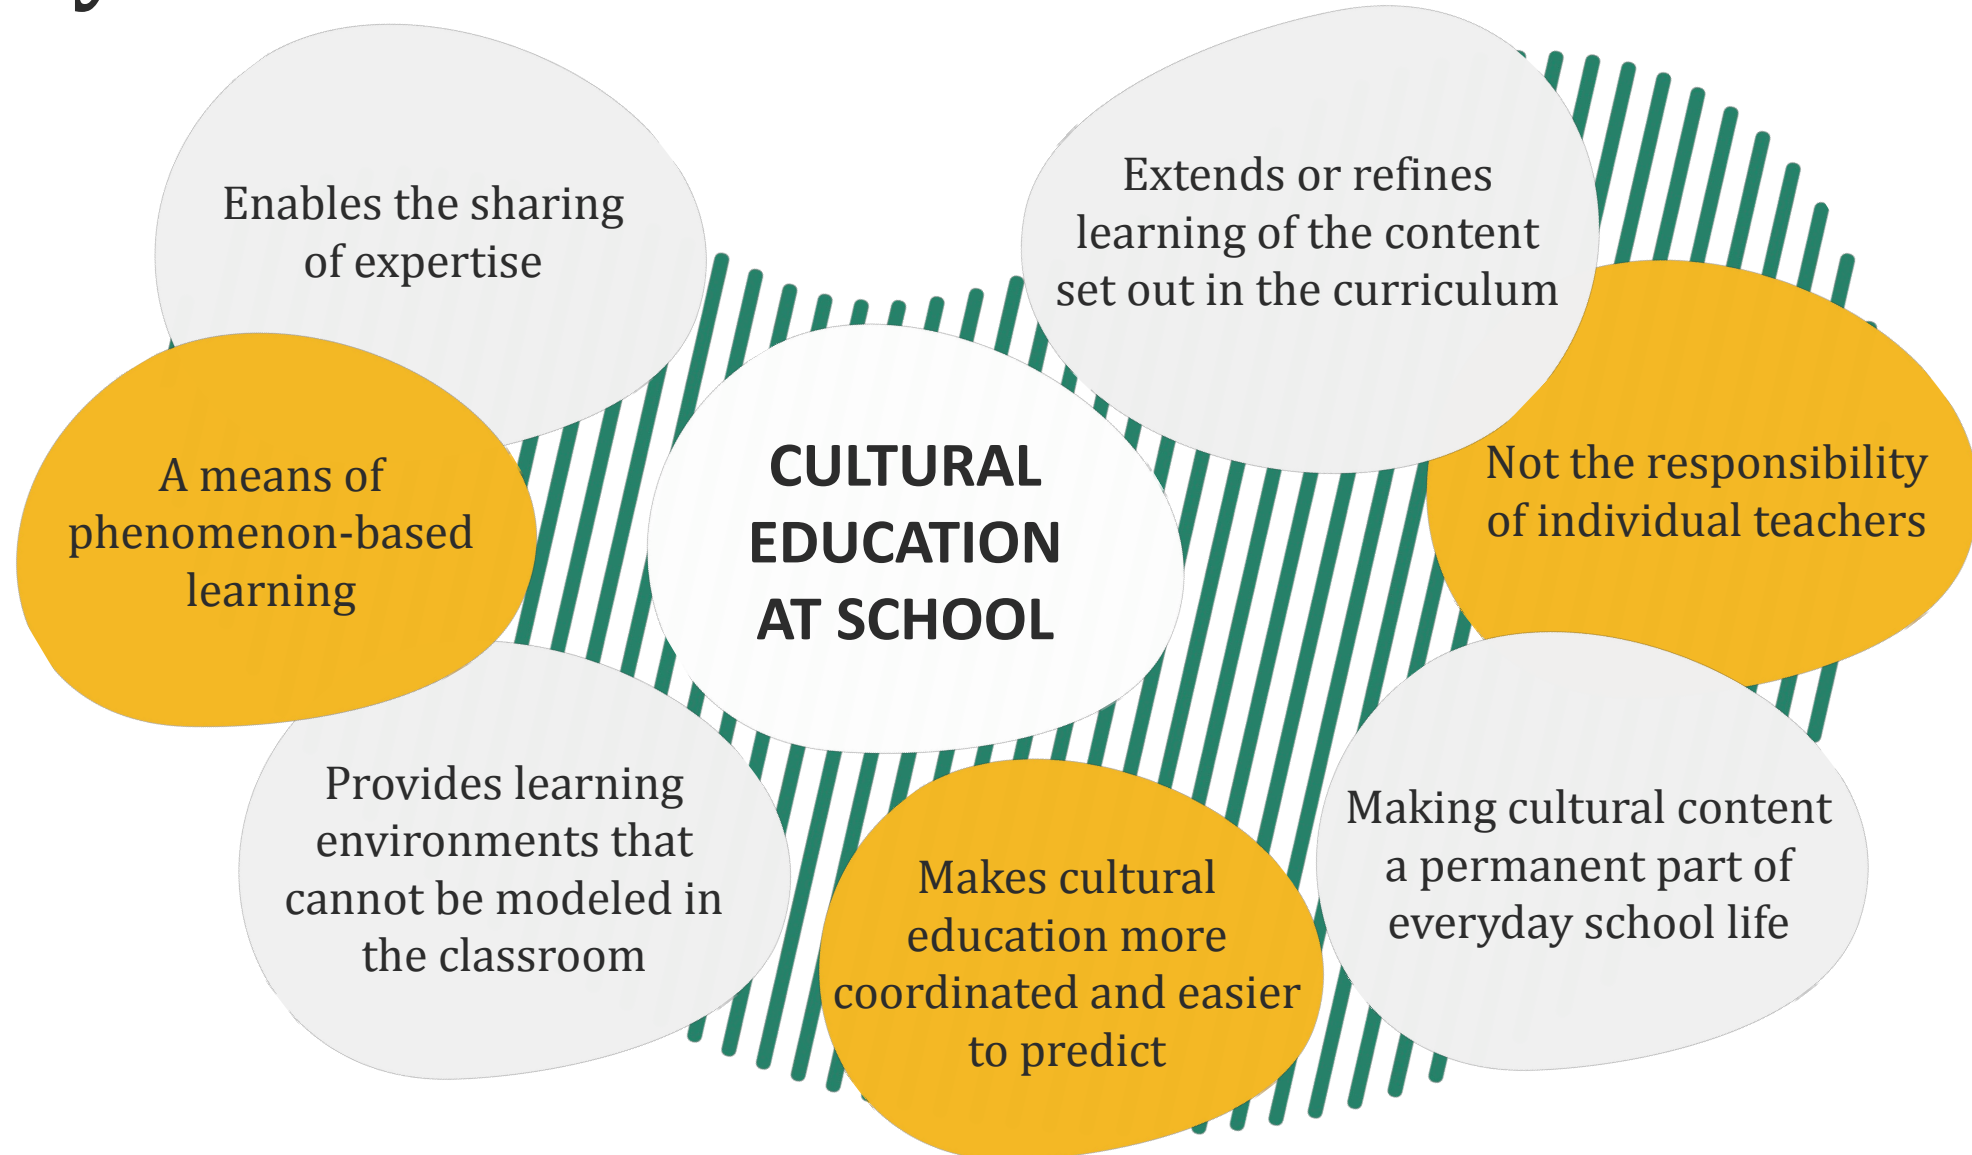 Enables the sharing
of expertise
Extends or refines
learning of the content
set out in the curriculum
A means of
phenomenon-based
learning
CULTURAL
EDUCATION
AT SCHOOL
Not the responsibility
of individual teachers
Provides learning
environments that
cannot be modeled in
the classroom
Makes cultural
education more
coordinated and easier
to predict
Making cultural content
a permanent part of
everyday school life